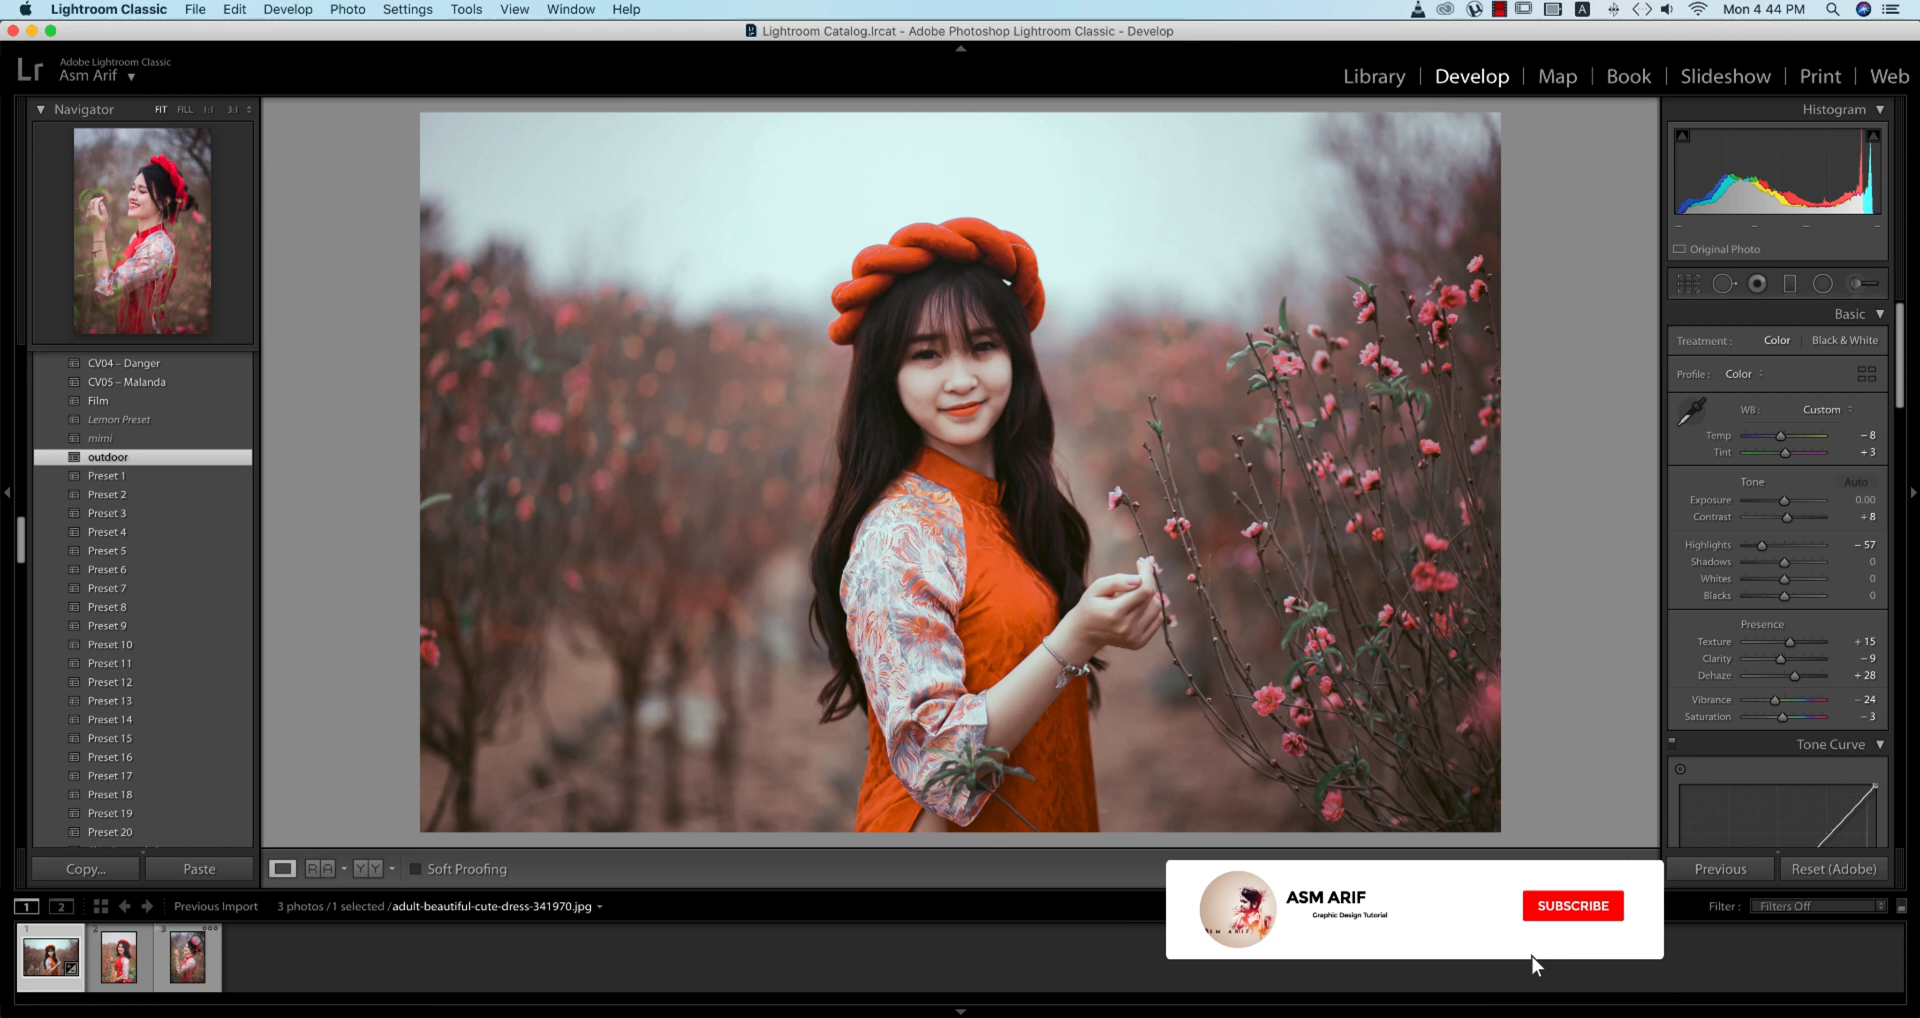 Lightroom Classic File Edit Develop Photo Settings Tools View Window Help
A Mon 4 44 PM
Lightroom Catalog.lrcat - Adobe Photoshop Lightroom Classic - Develop
Lr
Adobe Lightroom Classic
Asm Arif
Library | Develop | Map | Book | Slideshow | Print | Web
Navigator FIT FILL 1:1 3:1
CV04 – Danger
CV05 – Malanda
Film
Lemon Preset
mimi
outdoor
Preset 1
Preset 2
Preset 3
Preset 4
Preset 5
Preset 6
Preset 7
Preset 8
Preset 9
Preset 10
Preset 11
Preset 12
Preset 13
Preset 14
Preset 15
Preset 16
Preset 17
Preset 18
Preset 19
Preset 20
Copy... Paste
R A Y Y Soft Proofing
Histogram
Original Photo
Basic
Treatment : Color | Black & White
Profile : Color
WB : Custom
Temp – 8
Tint + 3
Tone Auto
Exposure 0.00
Contrast + 8
Highlights – 57
Shadows 0
Whites 0
Blacks 0
Presence
Texture + 15
Clarity – 9
Dehaze + 28
Vibrance – 24
Saturation – 3
Tone Curve
Previous Reset (Adobe)
1 2 Previous Import 3 photos /1 selected /adult-beautiful-cute-dress-341970.jpg
Filter : Filters Off
1
2
3
ASM ARIF
Graphic Design Tutorial
SUBSCRIBE